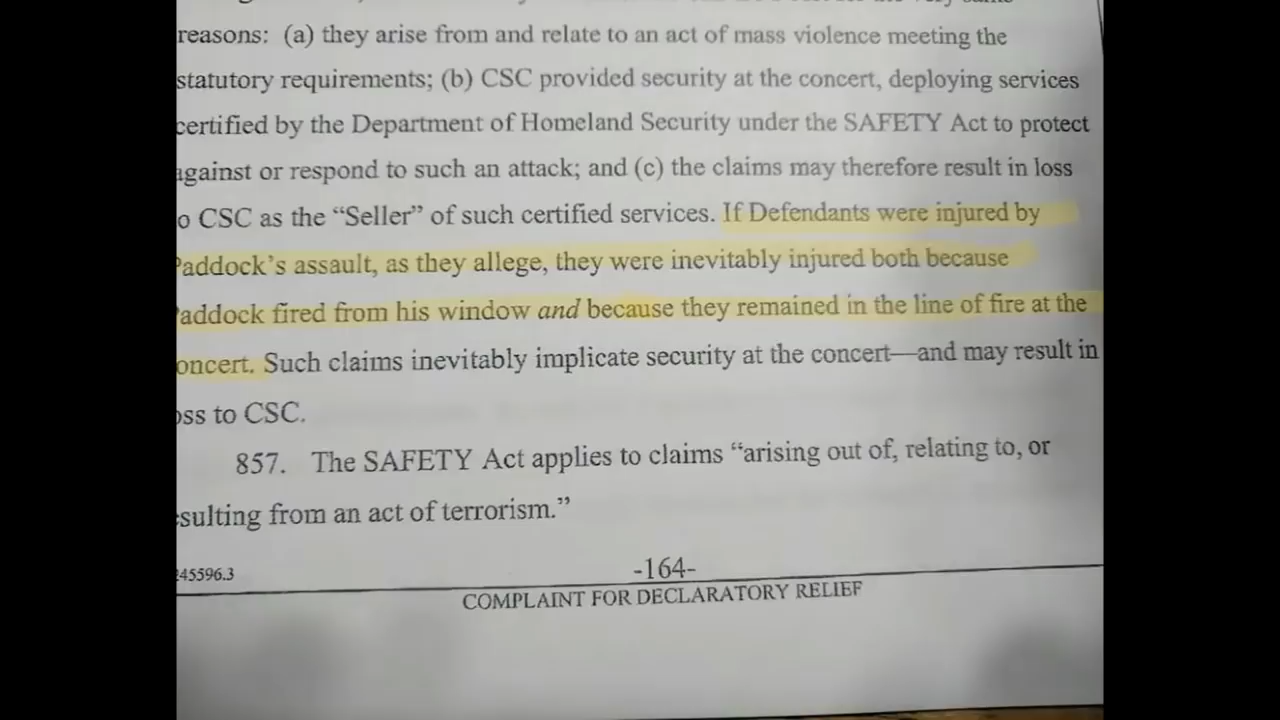 reasons: (a) they arise from and relate to an act of mass violence meeting the
statutory requirements; (b) CSC provided security at the concert, deploying services
certified by the Department of Homeland Security under the SAFETY Act to protect
against or respond to such an attack; and (c) the claims may therefore result in loss
o CSC as the “Seller” of such certified services. If Defendants were injured by
Paddock’s assault, as they allege, they were inevitably injured both because
addock fired from his window and because they remained in the line of fire at the
oncert. Such claims inevitably implicate security at the concert—and may result in
oss to CSC.
857. The SAFETY Act applies to claims “arising out of, relating to, or
esulting from an act of terrorism.”
45596.3
-164-
COMPLAINT FOR DECLARATORY RELIEF